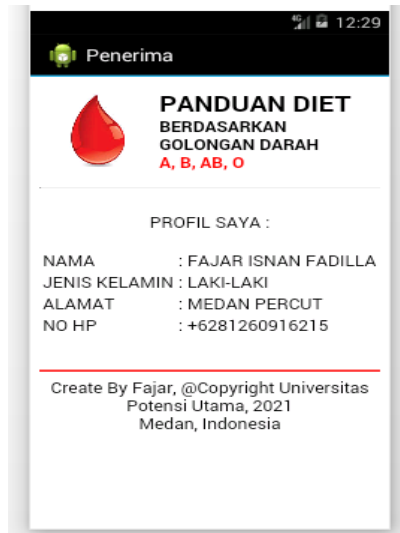 4G 12:29
Penerima
PANDUAN DIET
BERDASARKAN
GOLONGAN DARAH
A, B, AB, O
PROFIL SAYA :
NAMA : FAJAR ISNAN FADILLA
JENIS KELAMIN : LAKI-LAKI
ALAMAT : MEDAN PERCUT
NO HP : +6281260916215
Create By Fajar, @Copyright Universitas
Potensi Utama, 2021
Medan, Indonesia